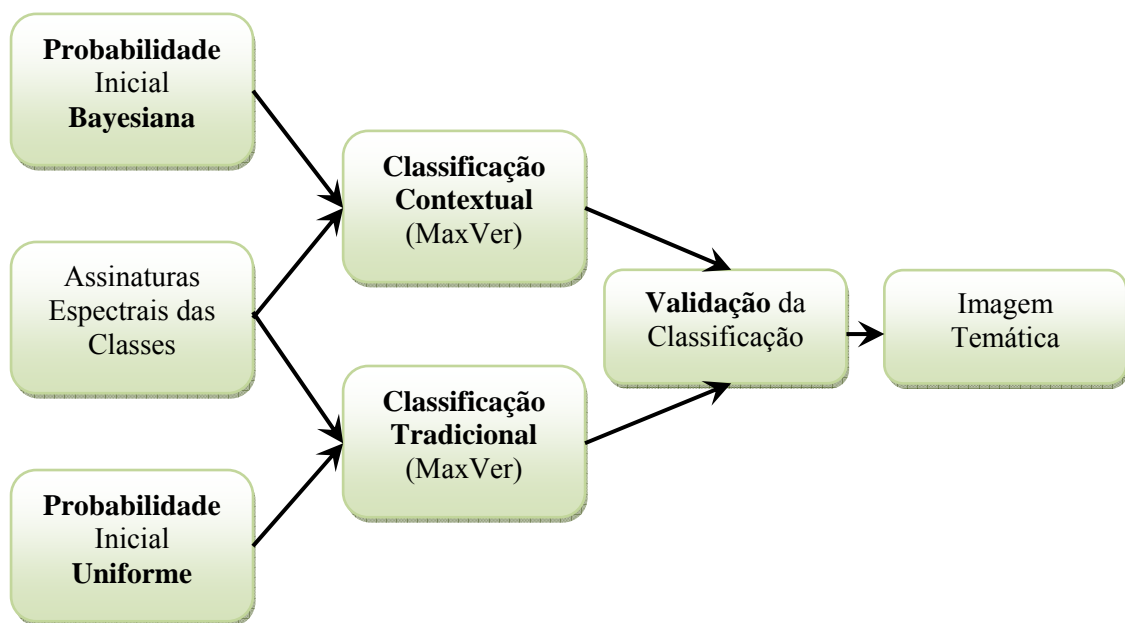 Probabilidade
Inicial
Bayesiana
Assinaturas
Espectrais das
Classes
Probabilidade
Inicial
Uniforme
Classificação
Contextual
(MaxVer)
Classificação
Tradicional
(MaxVer)
Validação da
Classificação
Imagem
Temática